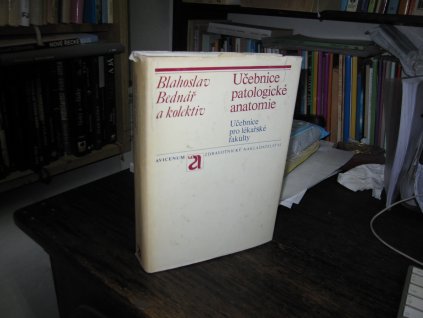 Blahoslav
Bednář
a kolektiv
Učebnice
patologické
anatomie
Učebnice
pro lékařské
fakulty
AVICENUM
ZDRAVOTNICKÉ NAKLADATELSTVÍ